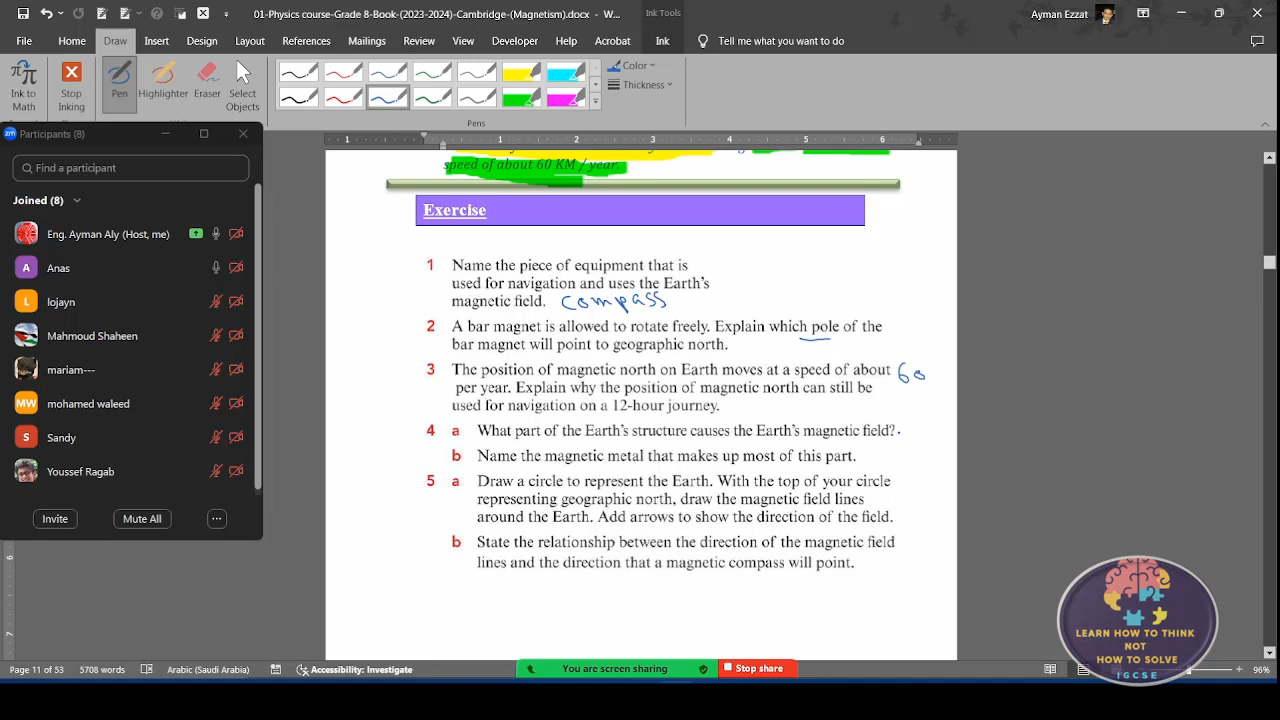 01-Physics course-Grade 8-Book-(2023-2024)-Cambridge-(Magnetism).docx - W...
Ink Tools
Ayman Ezzat
File Home Insert Draw Design Layout References Mailings Review View Developer Help Acrobat Ink Tell me what you want to do
Ink to Math
Stop Inking
Pen
Highlighter
Eraser
Select Objects
Color
Thickness
Pens
Participants (8)
Find a participant
Joined (8)
Eng. Ayman Aly (Host, me)
A Anas
L lojayn
Mahmoud Shaheen
mariam---
MW mohamed waleed
S Sandy
Youssef Ragab
Invite Mute All ...
1 1 2 3 4 5 6
speed of about 60 KM / year.
Exercise
1 Name the piece of equipment that is
used for navigation and uses the Earth's
magnetic field. compass
2 A bar magnet is allowed to rotate freely. Explain which pole of the
bar magnet will point to geographic north.
3 The position of magnetic north on Earth moves at a speed of about 60
per year. Explain why the position of magnetic north can still be
used for navigation on a 12-hour journey.
4 a What part of the Earth's structure causes the Earth's magnetic field?
b Name the magnetic metal that makes up most of this part.
5 a Draw a circle to represent the Earth. With the top of your circle
representing geographic north, draw the magnetic field lines
around the Earth. Add arrows to show the direction of the field.
b State the relationship between the direction of the magnetic field
lines and the direction that a magnetic compass will point.
LEARN HOW TO THINK
NOT
HOW TO SOLVE
IGCSE
Page 11 of 53 5708 words Arabic (Saudi Arabia) Accessibility: Investigate
You are screen sharing Stop share
96%